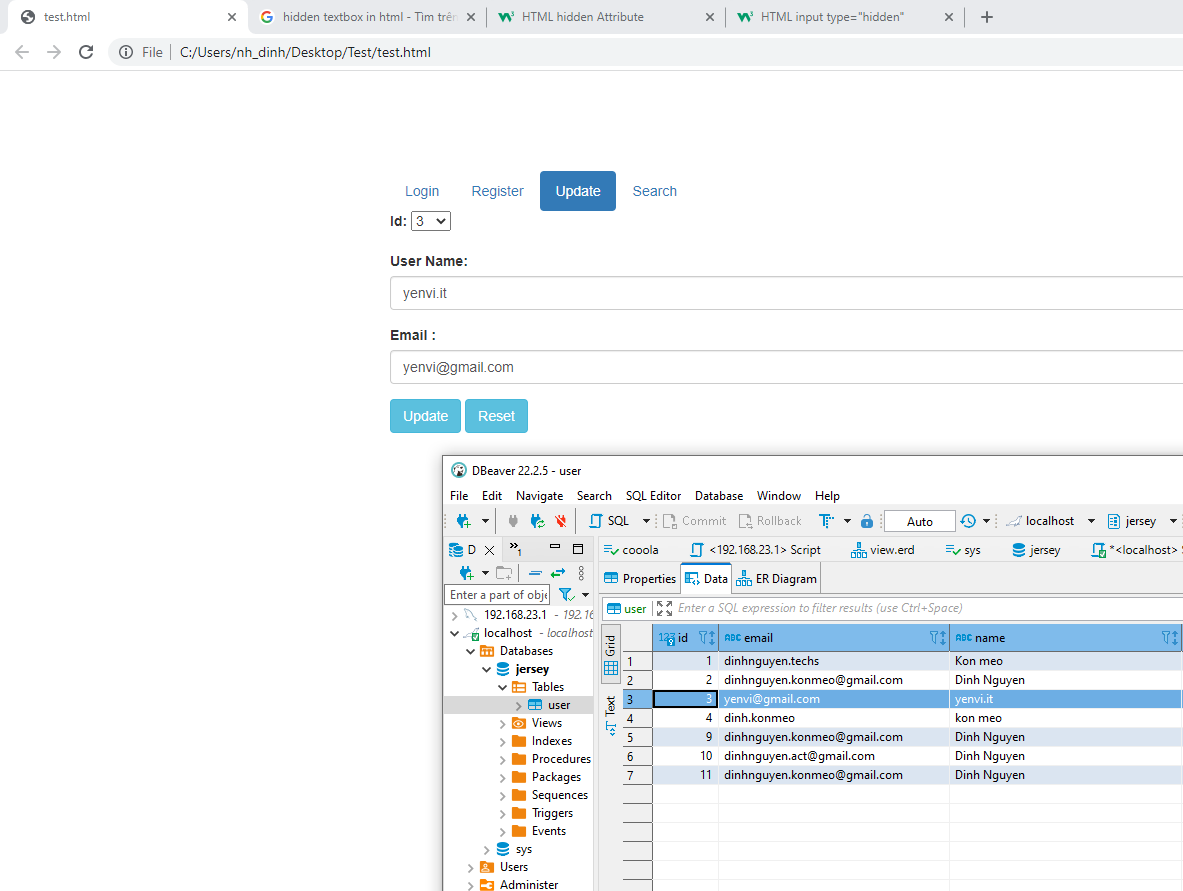 test.html
hidden textbox in html - Tìm trên
HTML hidden Attribute
HTML input type="hidden"
File C:/Users/nh_dinh/Desktop/Test/test.html
Login Register Update Search
Id: 3
User Name:
yenvi.it
Email :
yenvi@gmail.com
Update Reset
DBeaver 22.2.5 - user
File Edit Navigate Search SQL Editor Database Window Help
SQL Commit Rollback Auto localhost jersey
D »1 cooola <192.168.23.1> Script view.erd sys jersey *<localhost>
Properties Data ER Diagram
Enter a part of obje
user Enter a SQL expression to filter results (use Ctrl+Space)
192.168.23.1 - 192.16
localhost - localhost
Databases
jersey
Tables
user
Views
Indexes
Procedures
Packages
Sequences
Triggers
Events
sys
Users
Administer
Grid
Text
123 id ABC email ABC name
1 1 dinhnguyen.techs Kon meo
2 2 dinhnguyen.konmeo@gmail.com Dinh Nguyen
3 3 yenvi@gmail.com yenvi.it
4 4 dinh.konmeo kon meo
5 9 dinhnguyen.konmeo@gmail.com Dinh Nguyen
6 10 dinhnguyen.act@gmail.com Dinh Nguyen
7 11 dinhnguyen.konmeo@gmail.com Dinh Nguyen